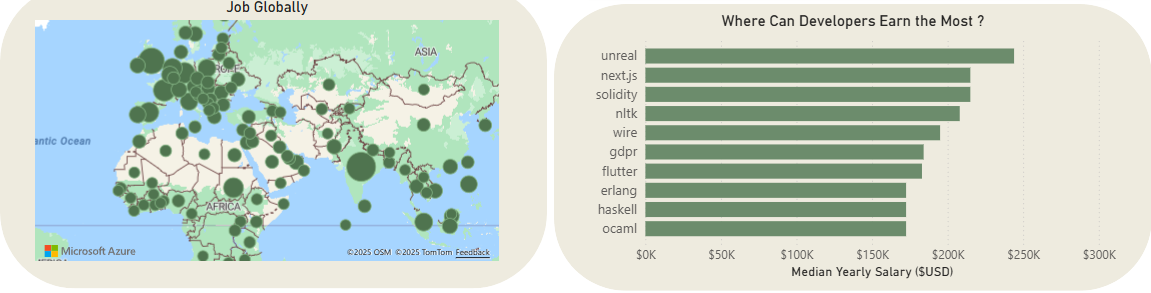 Job Globally
ASIA
ROPE
antic Ocean
AFRICA
Microsoft Azure
©2025 OSM ©2025 TomTom Feedback
Where Can Developers Earn the Most ?
unreal
next.js
solidity
nltk
wire
gdpr
flutter
erlang
haskell
ocaml
$0K $50K $100K $150K $200K $250K $300K
Median Yearly Salary ($USD)